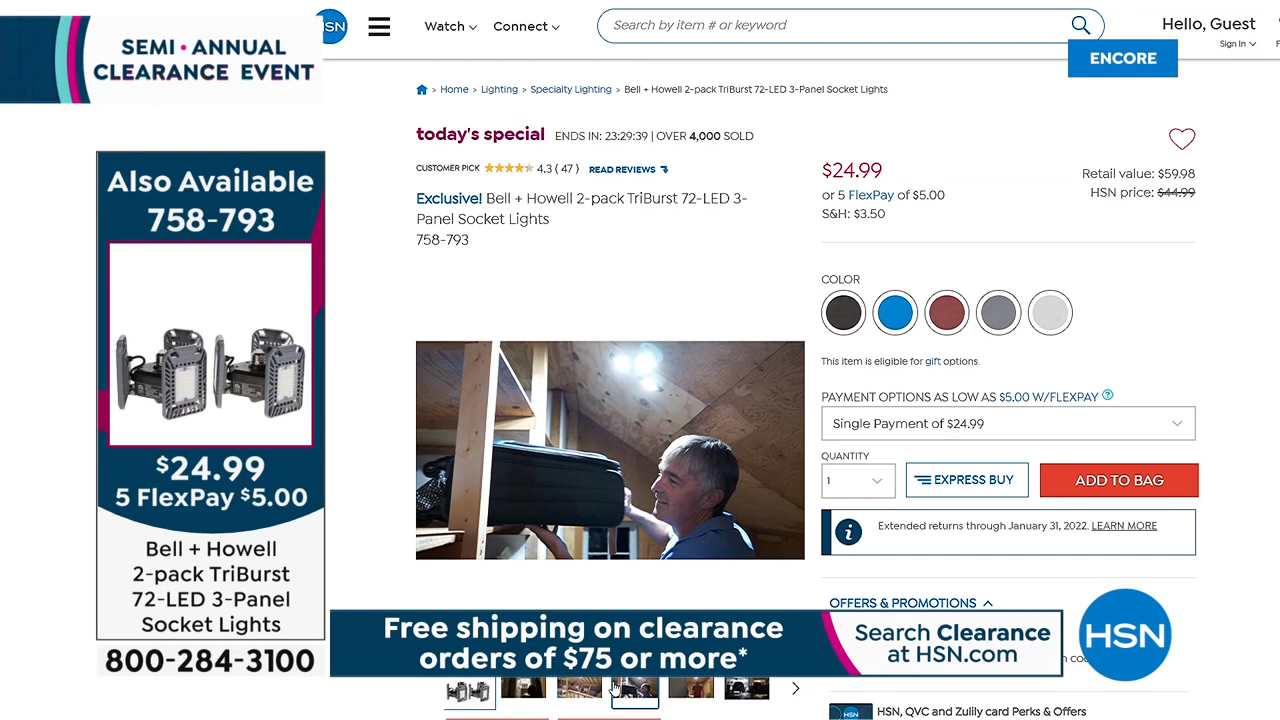 SEMI • ANNUAL
CLEARANCE EVENT
HSN
Watch
Connect
Search by item # or keyword
Hello, Guest
Sign In
ENCORE
> Home > Lighting > Specialty Lighting > Bell + Howell 2-pack TriBurst 72-LED 3-Panel Socket Lights
today's special ENDS IN: 23:29:39 | OVER 4,000 SOLD
CUSTOMER PICK 4.3 ( 47 ) READ REVIEWS
Exclusive! Bell + Howell 2-pack TriBurst 72-LED 3-
Panel Socket Lights
758-793
$24.99
or 5 FlexPay of $5.00
S&H: $3.50
Retail value: $59.98
HSN price: $44.99
COLOR
This item is eligible for gift options.
PAYMENT OPTIONS AS LOW AS $5.00 W/FLEXPAY ?
Single Payment of $24.99
QUANTITY
1
EXPRESS BUY
ADD TO BAG
Extended returns through January 31, 2022. LEARN MORE
OFFERS & PROMOTIONS
HSN, QVC and Zulily card Perks & Offers
HSN
Also Available
758-793
$24.99
5 FlexPay $5.00
Bell + Howell
2-pack TriBurst
72-LED 3-Panel
Socket Lights
800-284-3100
Free shipping on clearance
orders of $75 or more*
Search Clearance
at HSN.com
HSN